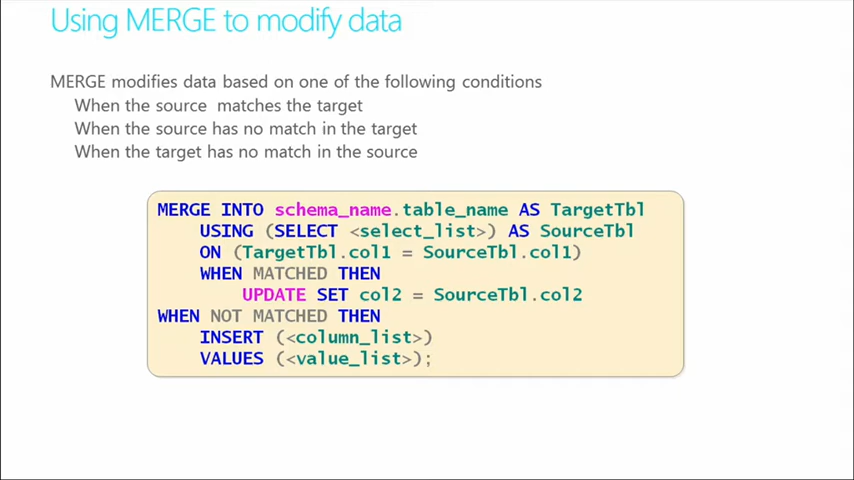 Using MERGE to modify data
MERGE modifies data based on one of the following conditions
When the source matches the target
When the source has no match in the target
When the target has no match in the source
MERGE INTO schema_name.table_name AS TargetTbl
USING (SELECT <select_list>) AS SourceTbl
ON (TargetTbl.col1 = SourceTbl.col1)
WHEN MATCHED THEN
UPDATE SET col2 = SourceTbl.col2
WHEN NOT MATCHED THEN
INSERT (<column_list>)
VALUES (<value_list>);